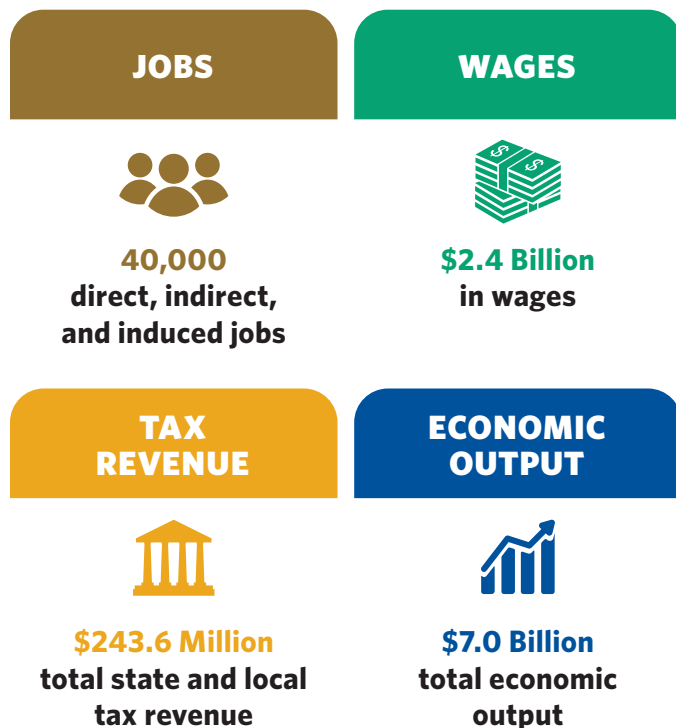 JOBS
40,000
direct, indirect,
and induced jobs
WAGES
$ $
$2.4 Billion
in wages
TAX
REVENUE
$243.6 Million
total state and local
tax revenue
ECONOMIC
OUTPUT
$7.0 Billion
total economic
output